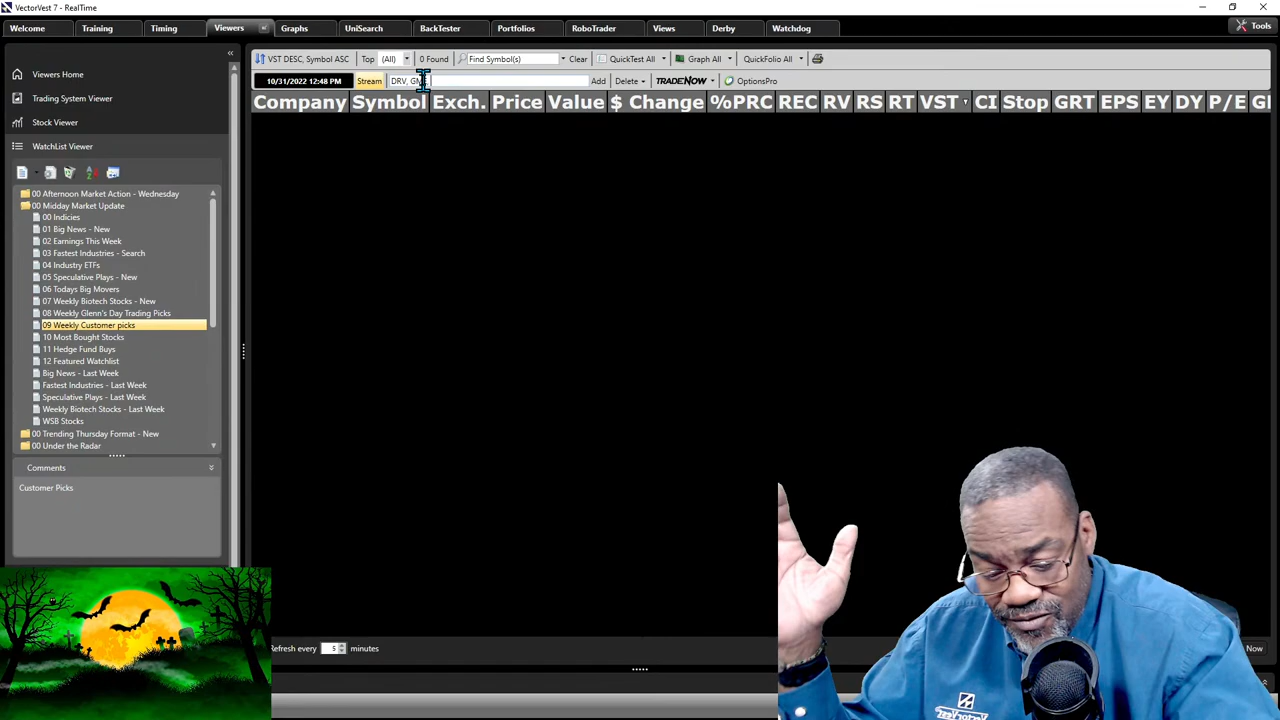 VectorVest 7 - RealTime
Welcome Training Timing Viewers Graphs UniSearch BackTester Portfolios RoboTrader Views Derby Watchdog Tools
VST DESC, Symbol ASC Top (All) 0 Found Find Symbol(s) Clear QuickTest All Graph All QuickFolio All
10/31/2022 12:48 PM Stream DRV, Add Delete TRADENOW OptionsPro
Company Symbol Exch. Price Value $ Change %PRC REC RV RS RT VST CI Stop GRT EPS EY DY P/E
Viewers Home
Trading System Viewer
Stock Viewer
WatchList Viewer
00 Afternoon Market Action - Wednesday
00 Midday Market Update
00 Indicies
01 Big News - New
02 Earnings This Week
03 Fastest Industries - Search
04 Industry ETFs
05 Speculative Plays - New
06 Todays Big Movers
07 Weekly Biotech Stocks - New
08 Weekly Glenn's Day Trading Picks
09 Weekly Customer picks
10 Most Bought Stocks
11 Hedge Fund Buys
12 Featured Watchlist
Big News - Last Week
Fastest Industries - Last Week
Speculative Plays - Last Week
Weekly Biotech Stocks - Last Week
WSB Stocks
00 Trending Thursday Format - New
00 Under the Radar
Comments
Customer Picks
Refresh every 5 minutes
Now